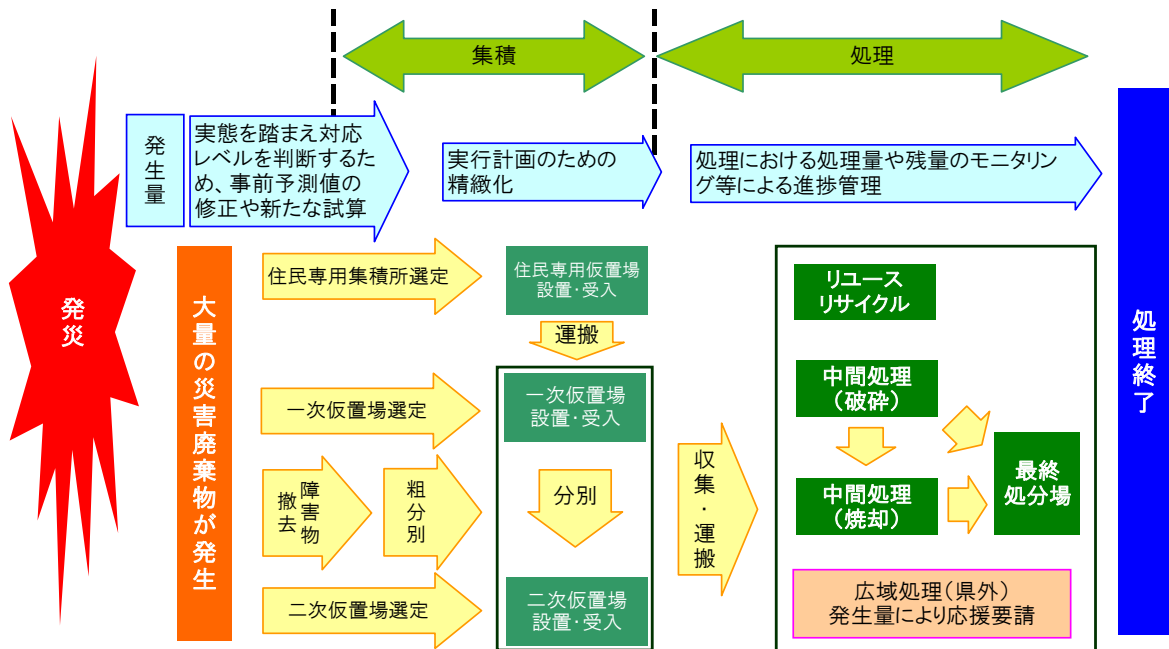 集積
処理
発生量
実態を踏まえ対応
レベルを判断するた
め、事前予測値の
修正や新たな試算
実行計画のための
精緻化
処理における処理量や残量のモニタリン
グ等による進捗管理
発災
大量の災害廃棄物が発生
住民専用集積所選定
住民専用仮置場
設置・受入
運搬
一次仮置場選定
一次仮置場
設置・受入
障害物
撤去
粗分別
分別
二次仮置場選定
二次仮置場
設置・受入
収集・運搬
リユース
リサイクル
中間処理
(破砕)
中間処理
(焼却)
最終
処分場
広域処理(県外)
発生量により応援要請
処理終了